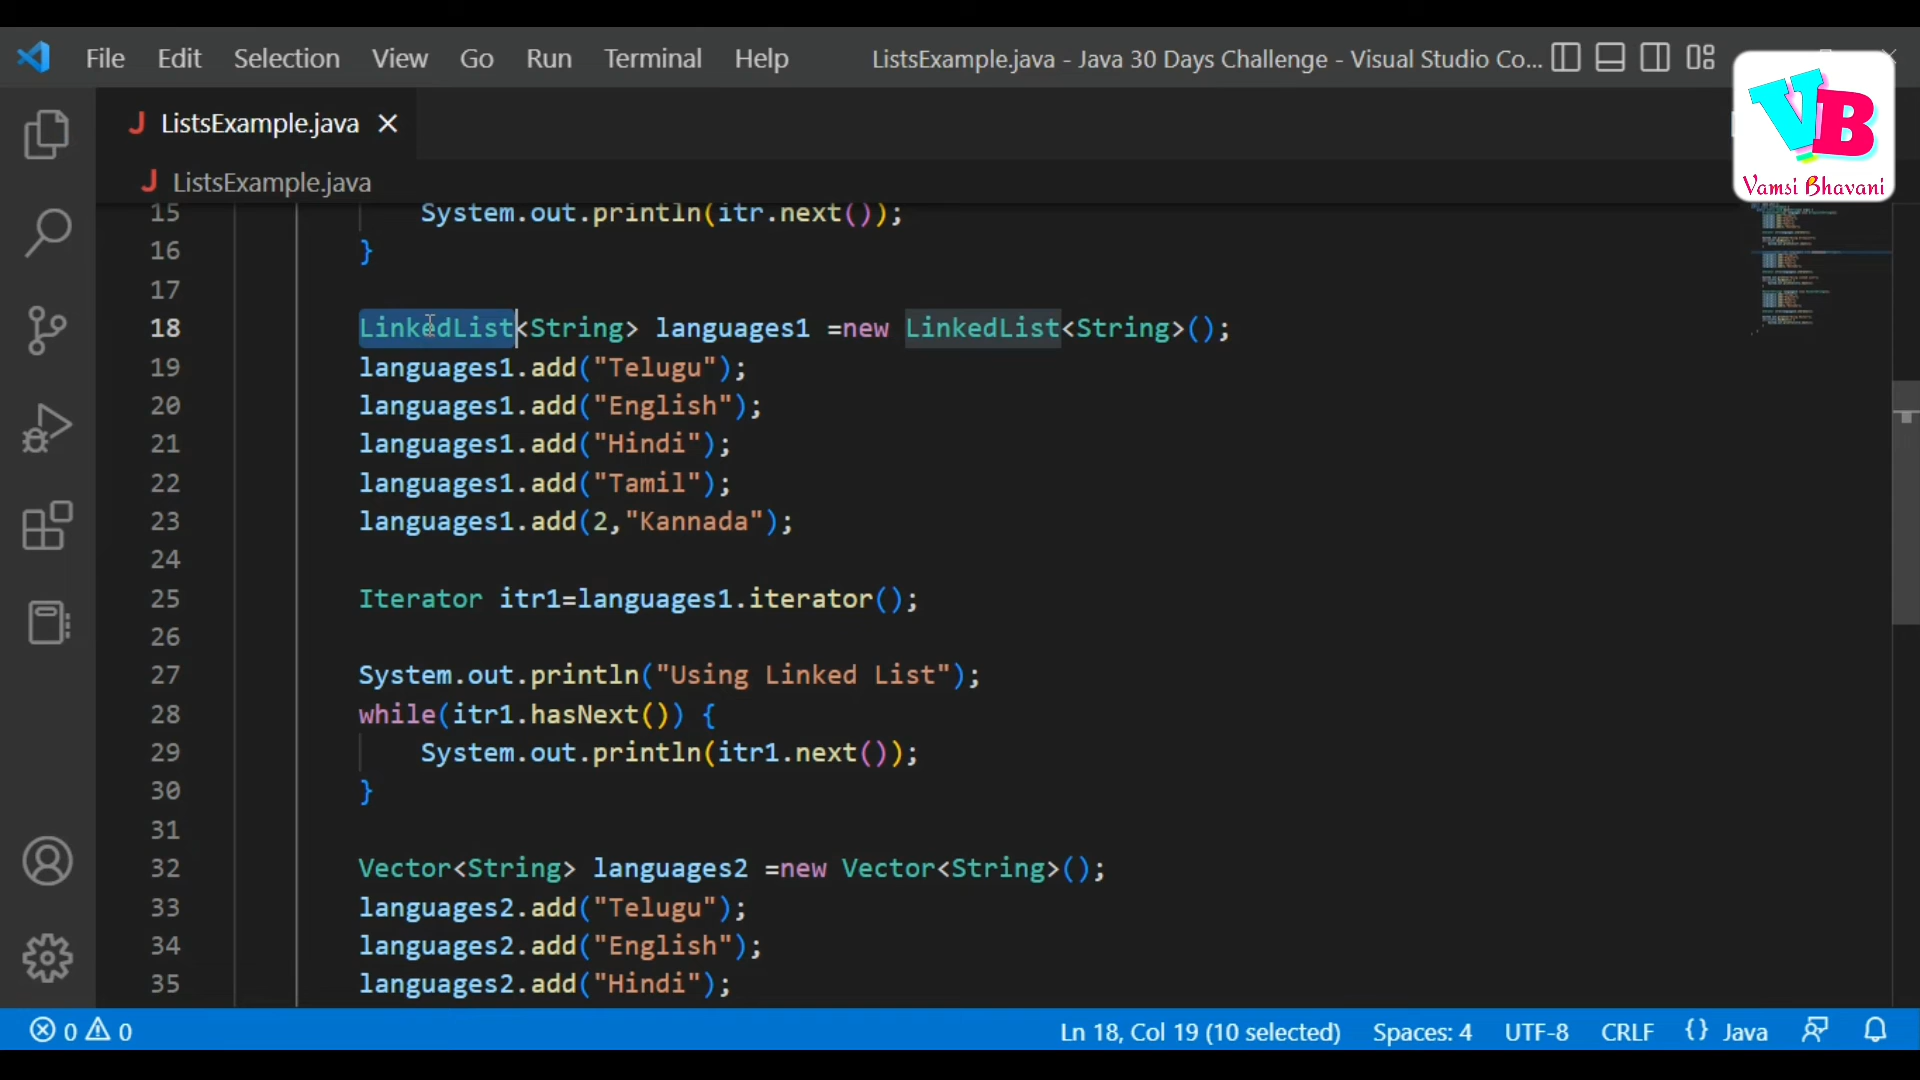 File Edit Selection View Go Run Terminal Help ListsExample.java - Java 30 Days Challenge - Visual Studio Co...
VB
Vamsi Bhavani
J ListsExample.java
J ListsExample.java
15 System.out.println(itr.next());
16 }
17
18 LinkedList<String> languages1 =new LinkedList<String>();
19 languages1.add("Telugu");
20 languages1.add("English");
21 languages1.add("Hindi");
22 languages1.add("Tamil");
23 languages1.add(2,"Kannada");
24
25 Iterator itr1=languages1.iterator();
26
27 System.out.println("Using Linked List");
28 while(itr1.hasNext()) {
29 System.out.println(itr1.next());
30 }
31
32 Vector<String> languages2 =new Vector<String>();
33 languages2.add("Telugu");
34 languages2.add("English");
35 languages2.add("Hindi");
0 0 Ln 18, Col 19 (10 selected) Spaces: 4 UTF-8 CRLF {} Java